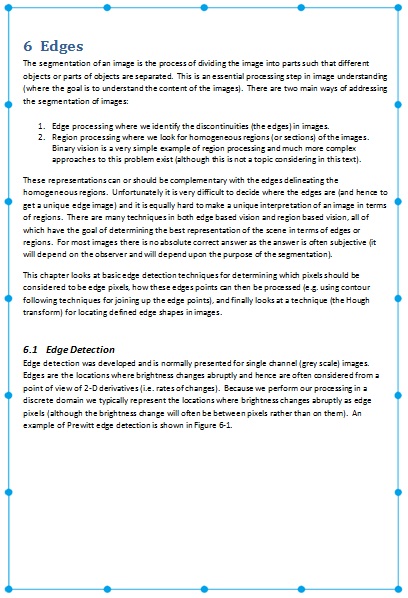 6 Edges
The segmentation of an image is the process of dividing the image into parts such that different
objects or parts of objects are separated. This is an essential processing step in image understanding
(where the goal is to understand the content of the images). There are two main ways of addressing
the segmentation of images:
1. Edge processing where we identify the discontinuities (the edges) in images.
2. Region processing where we look for homogeneous regions (or sections) of the images.
Binary vision is a very simple example of region processing and much more complex
approaches to this problem exist (although this is not a topic considering in this text).
These representations can or should be complementary with the edges delineating the
homogeneous regions. Unfortunately it is very difficult to decide where the edges are (and hence to
get a unique edge image) and it is equally hard to make a unique interpretation of an image in terms
of regions. There are many techniques in both edge based vision and region based vision, all of
which have the goal of determining the best representation of the scene in terms of edges or
regions. For most images there is no absolute correct answer as the answer is often subjective (it
will depend on the observer and will depend upon the purpose of the segmentation).
This chapter looks at basic edge detection techniques for determining which pixels should be
considered to be edge pixels, how these edges points can then be processed (e.g. using contour
following techniques for joining up the edge points), and finally looks at a technique (the Hough
transform) for locating defined edge shapes in images.
6.1 Edge Detection
Edge detection was developed and is normally presented for single channel (grey scale) images.
Edges are the locations where brightness changes abruptly and hence are often considered from a
point of view of 2-D derivatives (i.e. rates of changes). Because we perform our processing in a
discrete domain we typically represent the locations where brightness changes abruptly as edge
pixels (although the brightness change will often be between pixels rather than on them). An
example of Prewitt edge detection is shown in Figure 6-1.